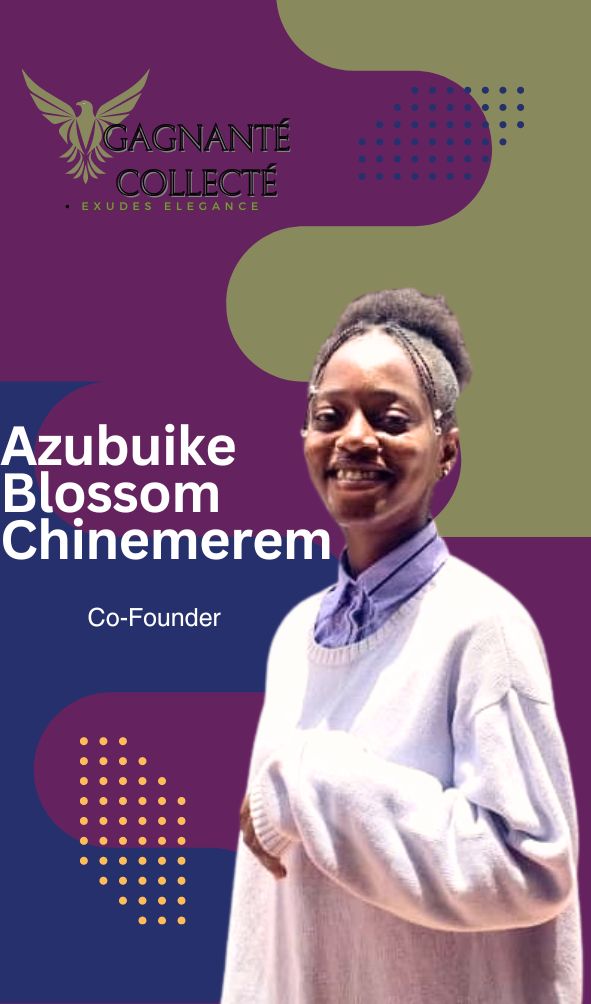 GAGNANTÉ
COLLECTÉ
• EXUDES ELEGANCE
Azubuike
Blossom
Chinemerem
Co-Founder